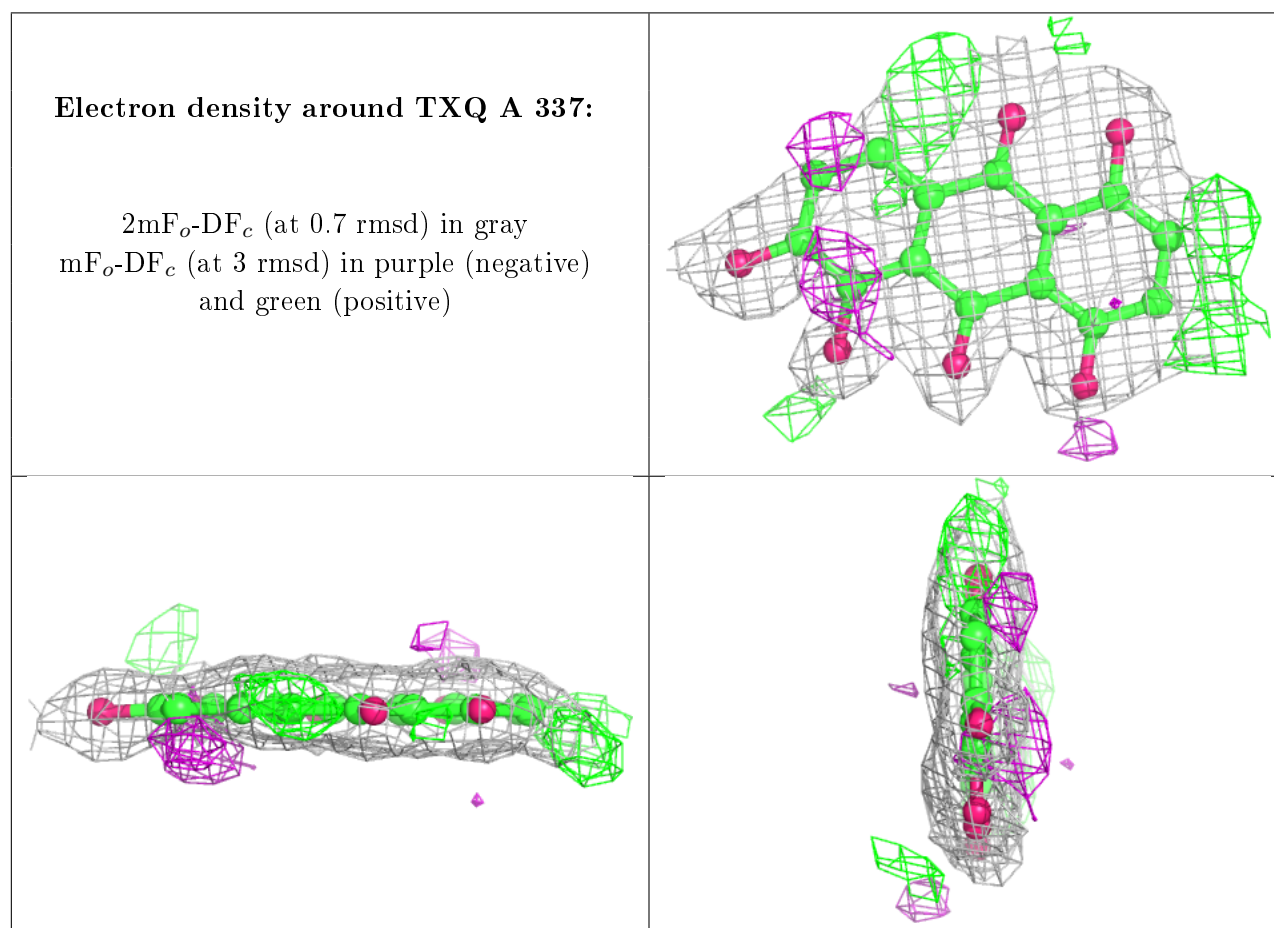 Electron density around TXQ A 337:
2mFo-DFc (at 0.7 rmsd) in gray
mFo-DFc (at 3 rmsd) in purple (negative)
and green (positive)